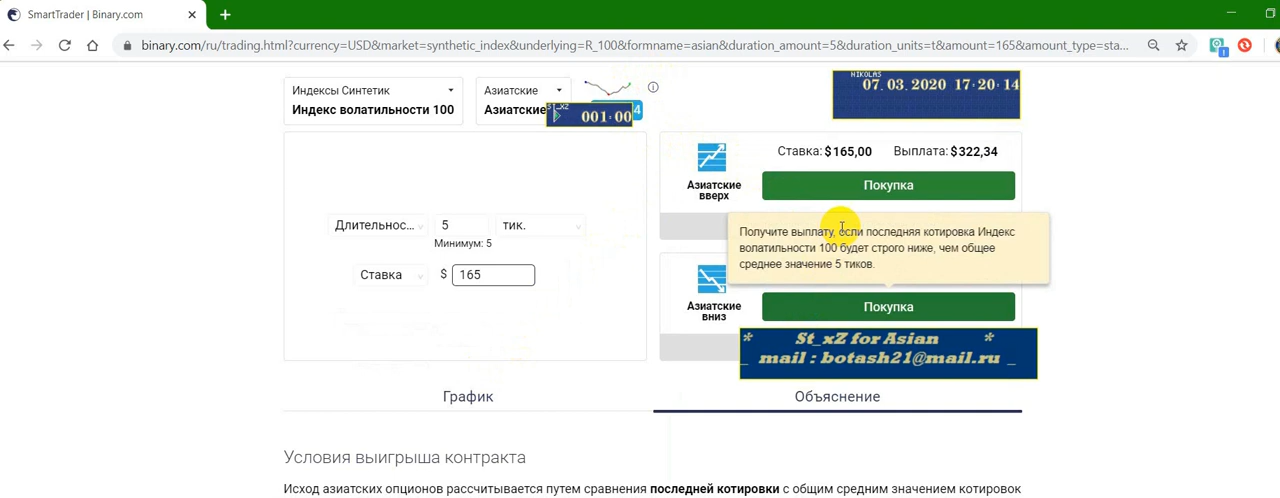 SmartTrader | Binary.com
binary.com/ru/trading.html?currency=USD&market=synthetic_index&underlying=R_100&formname=asian&duration_amount=5&duration_units=t&amount=165&amount_type=sta...
Индексы Синтетик
Индекс волатильности 100
Азиатские
Азиатские
St_xZ
001:00
4
NIKOLAS
07.03.2020 17:20:14
Длительнос...
5
тик.
Минимум: 5
Ставка
$
165
Ставка: $165,00 Выплата: $322,34
Азиатские
вверх
Покупка
Получите выплату, если последняя котировка Индекс
волатильности 100 будет строго ниже, чем общее
среднее значение 5 тиков.
Азиатские
вниз
Покупка
* St_xZ for Asian *
_ mail : botash21@mail.ru _
График
Объяснение
Условия выигрыша контракта
Исход азиатских опционов рассчитывается путем сравнения последней котировки с общим средним значением котировок